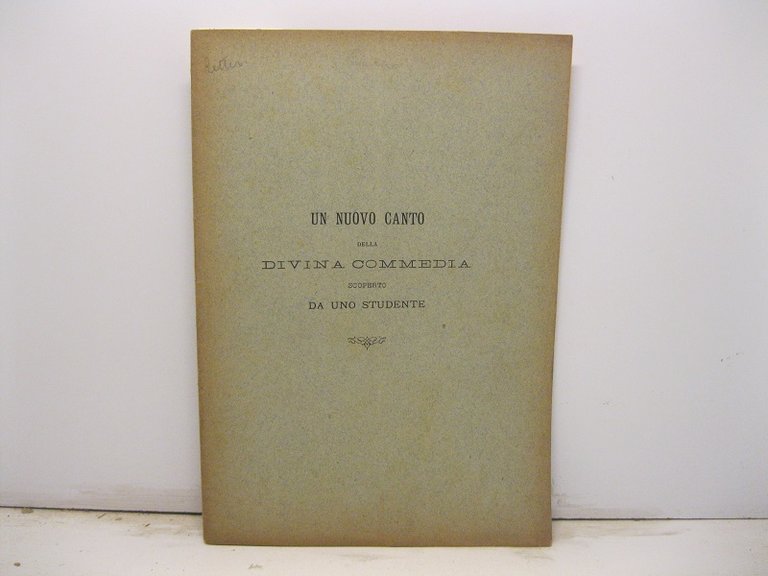 UN NUOVO CANTO
DELLA
DIVINA COMMEDIA
SCOPERTO
DA UNO STUDENTE